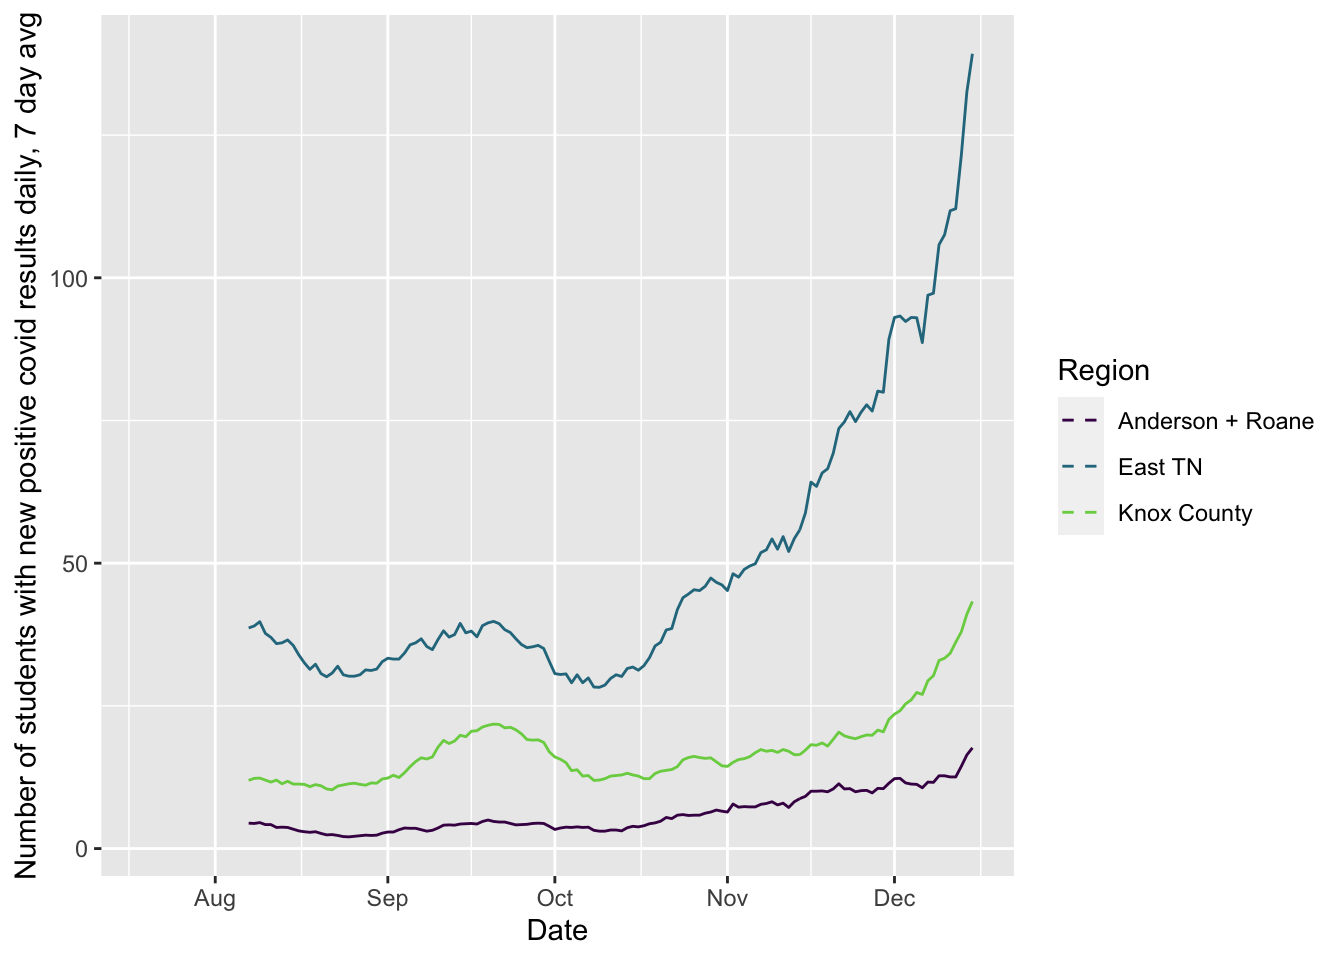 Number of students with new positive covid results daily, 7 day avg
100
50
0
Aug
Sep
Oct
Nov
Dec
Date
Region
Anderson + Roane
East TN
Knox County